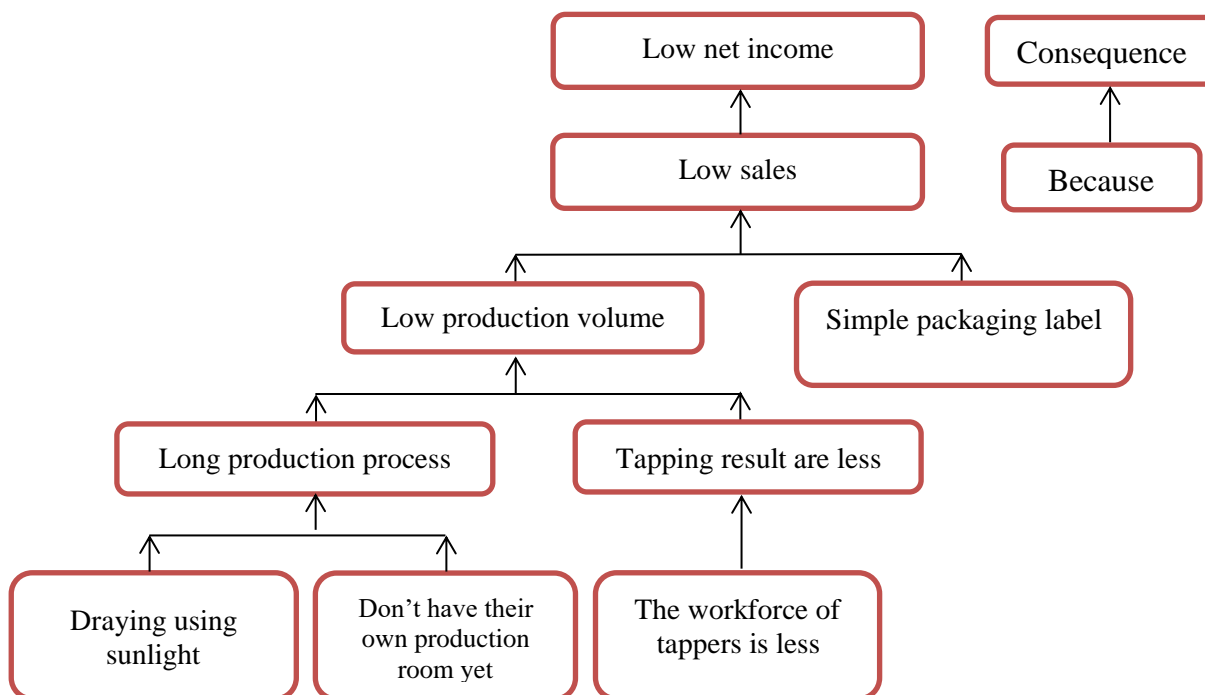 Low net income
Consequence
Low sales
Because
Low production volume
Simple packaging label
Long production process
Tapping result are less
Draying using
sunlight
Don’t have their
own production
room yet
The workforce of
tappers is less